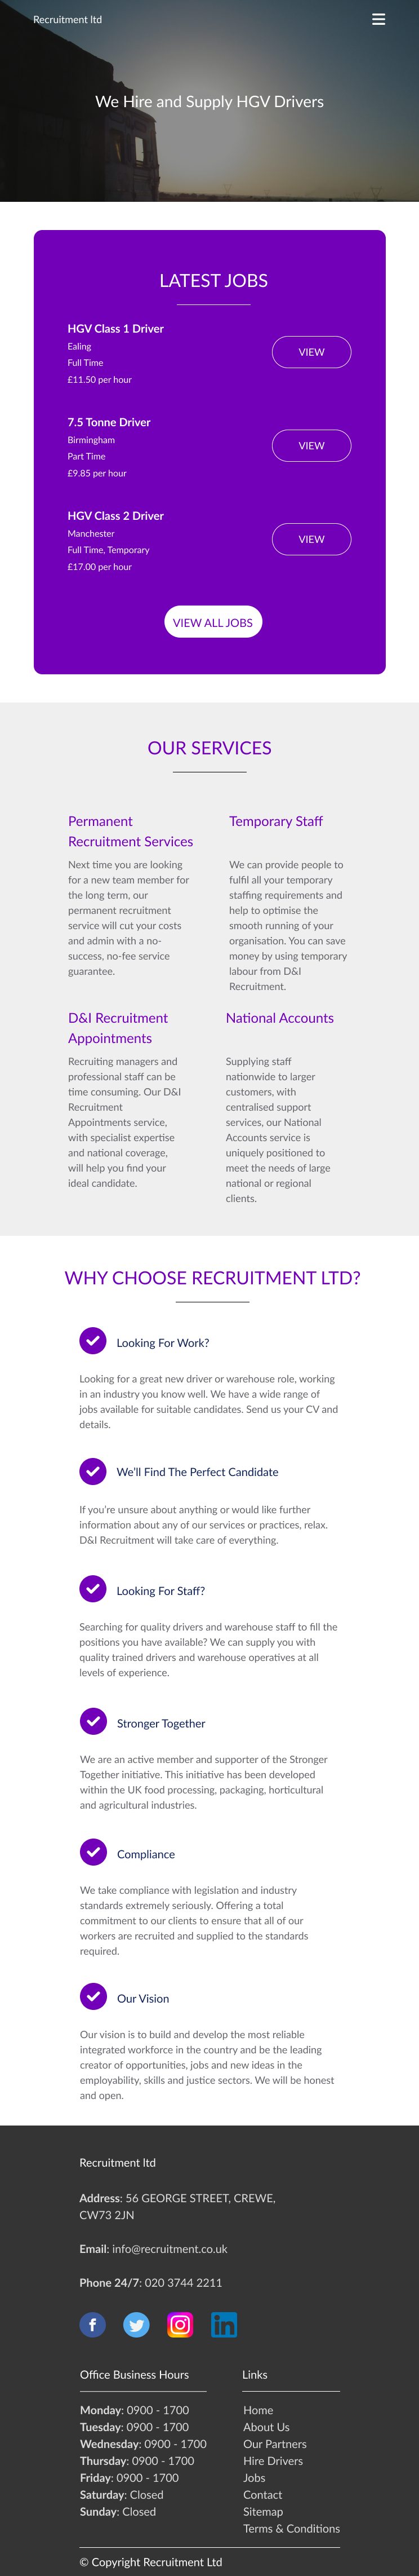 Recruitment ltd
We Hire and Supply HGV Drivers
LATEST JOBS
HGV Class 1 Driver
Ealing
Full Time
£11.50 per hour
VIEW
7.5 Tonne Driver
Birmingham
Part Time
£9.85 per hour
VIEW
HGV Class 2 Driver
Manchester
Full Time, Temporary
£17.00 per hour
VIEW
VIEW ALL JOBS
OUR SERVICES
Permanent
Recruitment Services
Next time you are looking
for a new team member for
the long term, our
permanent recruitment
service will cut your costs
and admin with a no-
success, no-fee service
guarantee.
Temporary Staff
We can provide people to
fulfil all your temporary
staffing requirements and
help to optimise the
smooth running of your
organisation. You can save
money by using temporary
labour from D&I
Recruitment.
D&I Recruitment
Appointments
Recruiting managers and
professional staff can be
time consuming. Our D&I
Recruitment
Appointments service,
with specialist expertise
and national coverage,
will help you find your
ideal candidate.
National Accounts
Supplying staff
nationwide to larger
customers, with
centralised support
services, our National
Accounts service is
uniquely positioned to
meet the needs of large
national or regional
clients.
WHY CHOOSE RECRUITMENT LTD?
Looking For Work?
Looking for a great new driver or warehouse role, working
in an industry you know well. We have a wide range of
jobs available for suitable candidates. Send us your CV and
details.
We'll Find The Perfect Candidate
If you're unsure about anything or would like further
information about any of our services or practices, relax.
D&I Recruitment will take care of everything.
Looking For Staff?
Searching for quality drivers and warehouse staff to fill the
positions you have available? We can supply you with
quality trained drivers and warehouse operatives at all
levels of experience.
Stronger Together
We are an active member and supporter of the Stronger
Together initiative. This initiative has been developed
within the UK food processing, packaging, horticultural
and agricultural industries.
Compliance
We take compliance with legislation and industry
standards extremely seriously. Offering a total
commitment to our clients to ensure that all of our
workers are recruited and supplied to the standards
required.
Our Vision
Our vision is to build and develop the most reliable
integrated workforce in the country and be the leading
creator of opportunities, jobs and new ideas in the
employability, skills and justice sectors. We will be honest
and open.
Recruitment ltd
Address: 56 GEORGE STREET, CREWE,
CW73 2JN
Email: info@recruitment.co.uk
Phone 24/7: 020 3744 2211
Office Business Hours
Monday: 0900 - 1700
Tuesday: 0900 - 1700
Wednesday: 0900 - 1700
Thursday: 0900 - 1700
Friday: 0900 - 1700
Saturday: Closed
Sunday: Closed
Links
Home
About Us
Our Partners
Hire Drivers
Jobs
Contact
Sitemap
Terms & Conditions
© Copyright Recruitment Ltd